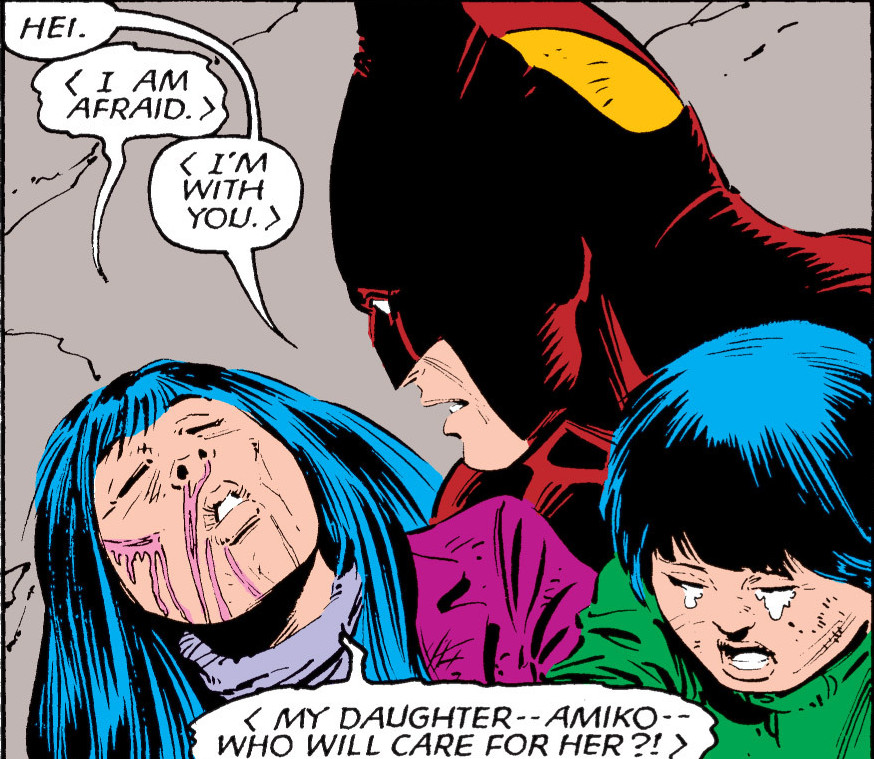 HEI.
< I AM
AFRAID. >
< I'M
WITH
YOU. >
< MY DAUGHTER--AMIKO--
WHO WILL CARE FOR HER?! >